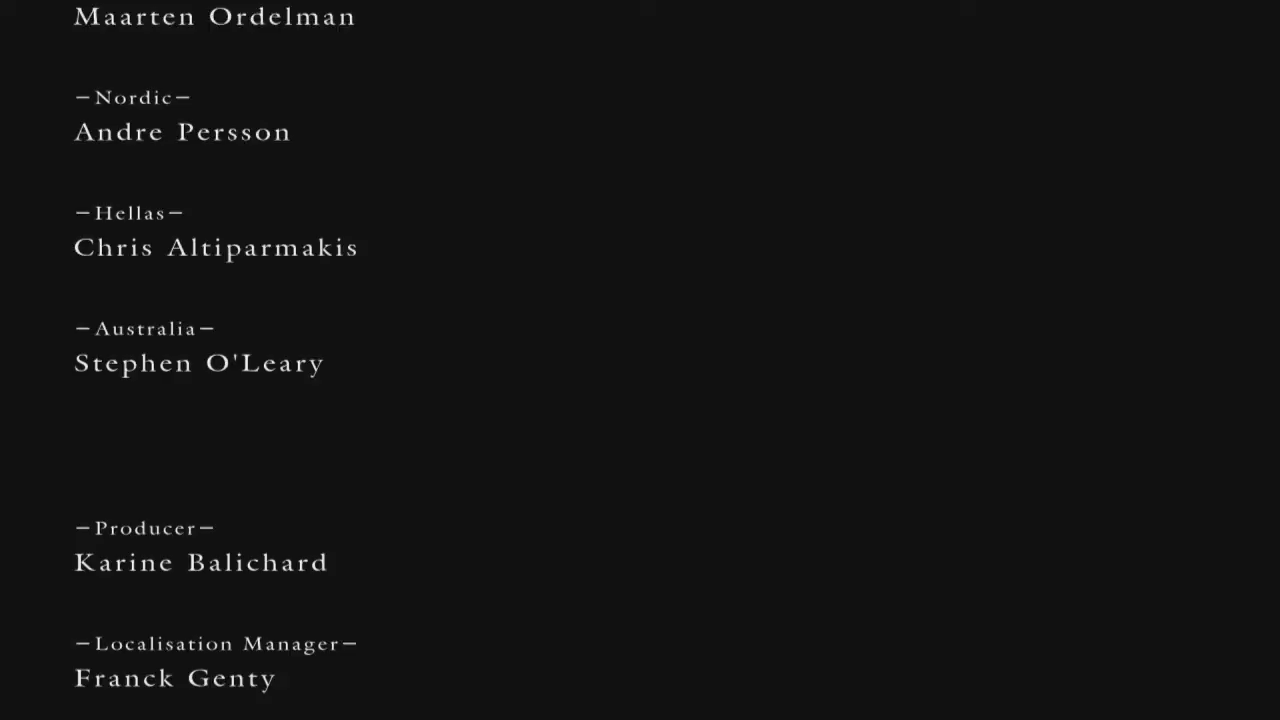 Maarten Ordelman
—Nordic—
Andre Persson
—Hellas—
Chris Altiparmakis
—Australia—
Stephen O'Leary
—Producer—
Karine Balichard
—Localisation Manager—
Franck Genty